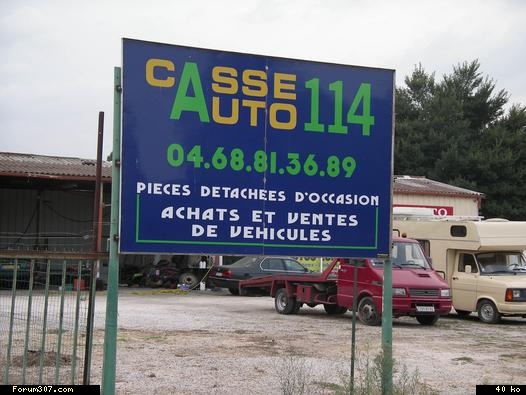 CASSE
AUTO 114
04.68.81.36.89
PIECES DETACHEES D'OCCASION
ACHATS ET VENTES
DE VEHICULES
Forum307.com
40 ko